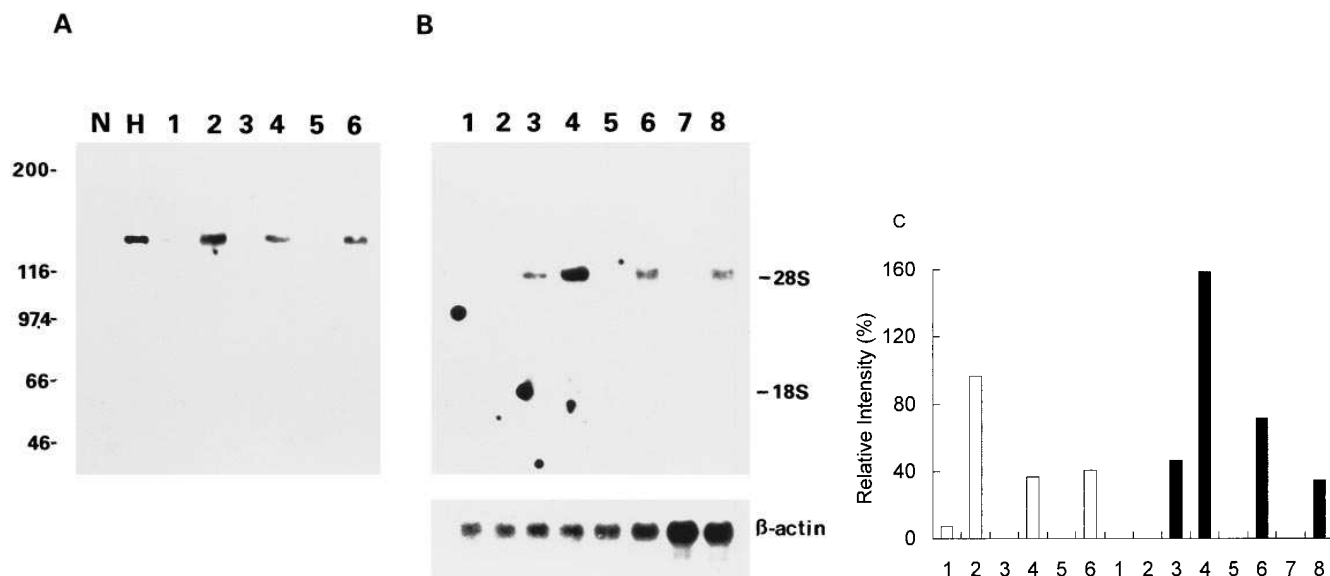 A
N H 1 2 3 4 5 6
200-
116-
974-
66-
46-
B
1 2 3 4 5 6 7 8
-28S
-18S
β-actin
C
Relative Intensity (%)
160
120
80
40
0
1 2 3 4 5 6 1 2 3 4 5 6 7 8